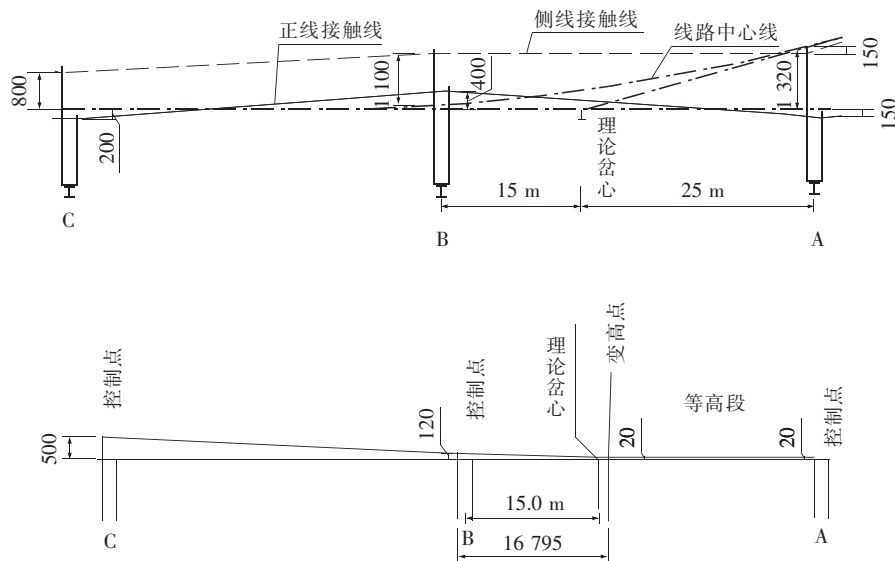 正线接触线
侧线接触线
线路中心线
800
200
1 100
400
1 320
150
150
理论岔心
15 m
25 m
C
B
A
控制点
控制点
理论岔心
变高点
等高段
控制点
500
120
20
20
15.0 m
C
B
A
16 795